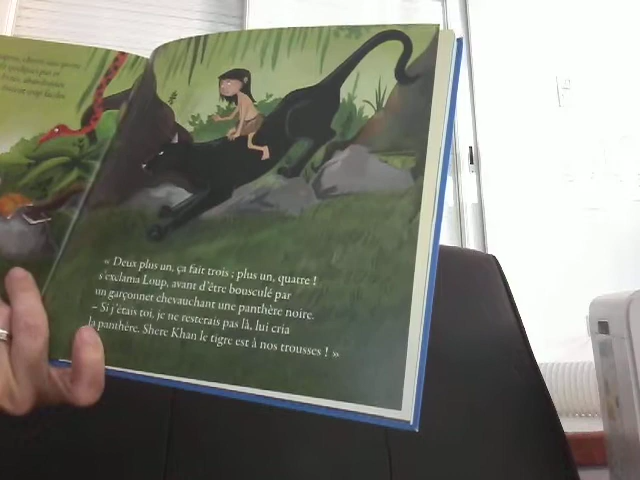 « Deux plus un, ça fait trois ; plus un, quatre !
s'exclama Loup, avant d'être bousculé par
un garçonnet chevauchant une panthère noire.
– Si j'étais toi, je ne resterais pas là, lui cria
la panthère. Shere Khan le tigre est à nos trousses ! »